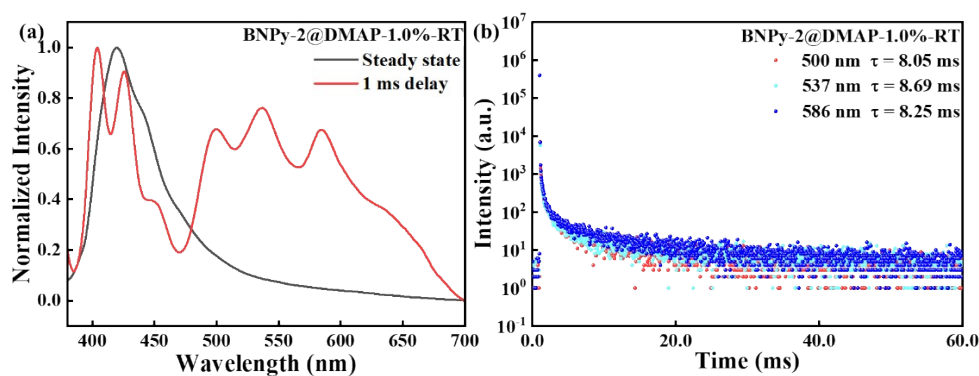 (a)
BNPy-2@DMAP-1.0%-RT
Steady state
1 ms delay
Normalized Intensity
1.0
0.8
0.6
0.4
0.2
0.0
400 450 500 550 600 650 700
Wavelength (nm)
(b)
BNPy-2@DMAP-1.0%-RT
500 nm τ = 8.05 ms
537 nm τ = 8.69 ms
586 nm τ = 8.25 ms
Intensity (a.u.)
10⁷
10⁶
10⁵
10⁴
10³
10²
10¹
10⁰
10⁻¹
0.0 20.0 40.0 60.0
Time (ms)